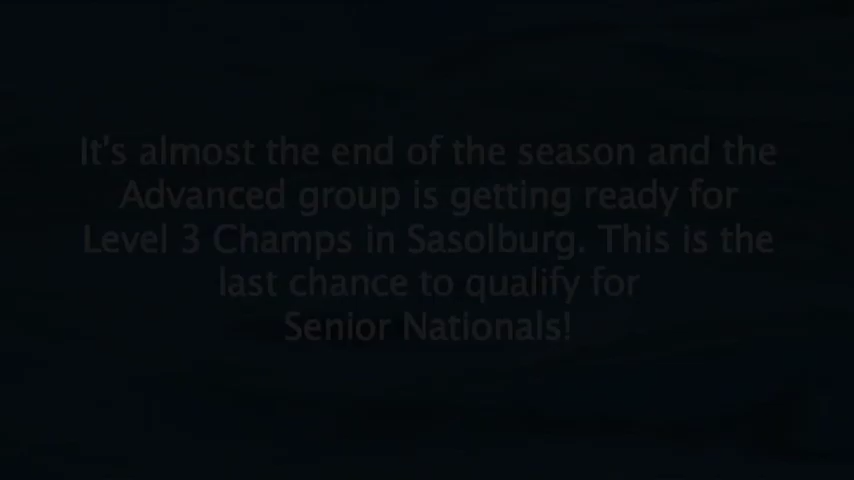 It's almost the end of the season and the
Advanced group is getting ready for
Level 3 Champs in Sasolburg. This is the
last chance to qualify for
Senior Nationals!